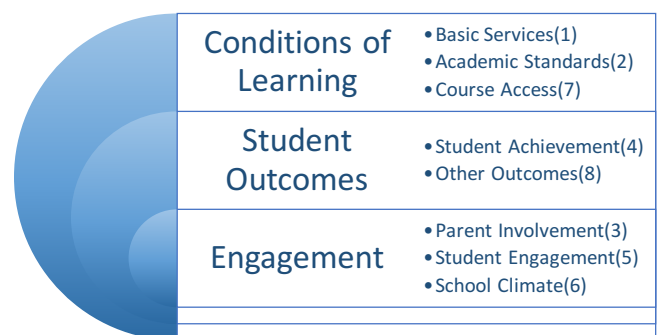 Conditions of
Learning
• Basic Services(1)
• Academic Standards(2)
• Course Access(7)
Student
Outcomes
• Student Achievement(4)
• Other Outcomes(8)
Engagement
• Parent Involvement(3)
• Student Engagement(5)
• School Climate(6)